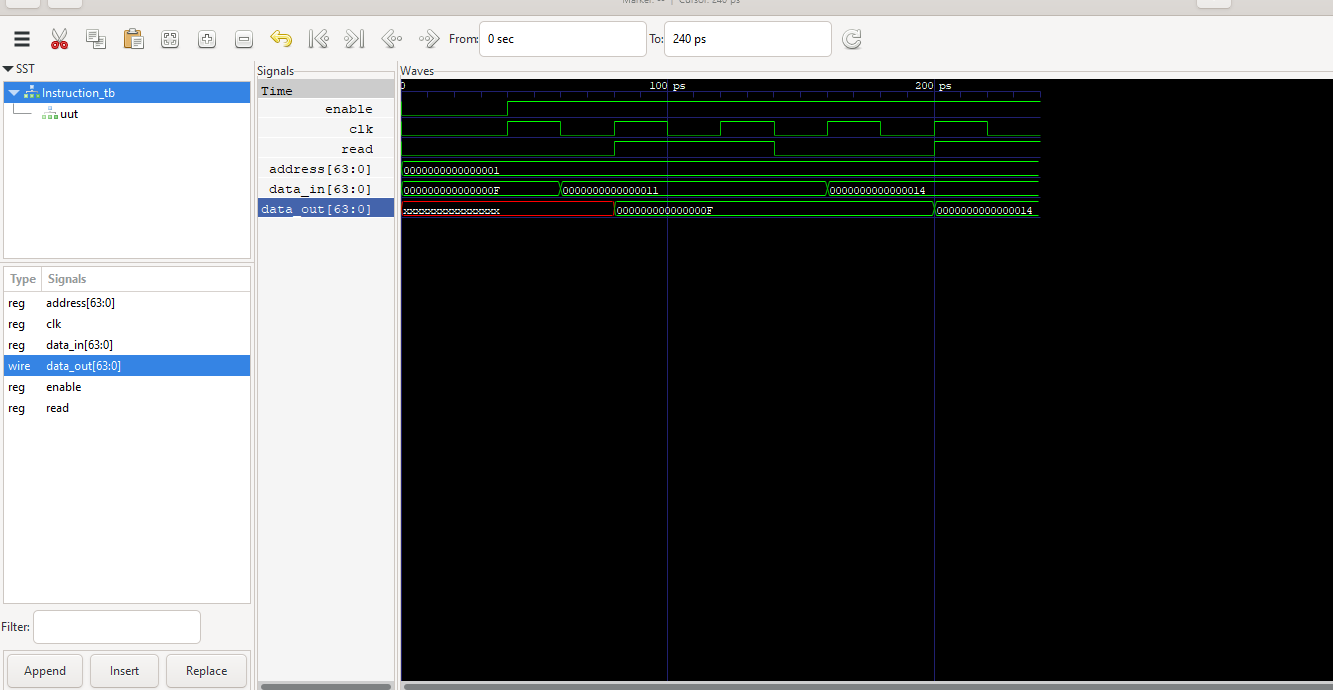 Marker: -- | Cursor: 240 ps
From: 0 sec To: 240 ps
SST
Instruction_tb
uut
Type Signals
reg address[63:0]
reg clk
reg data_in[63:0]
wire data_out[63:0]
reg enable
reg read
Filter:
Append Insert Replace
Signals
Time
enable
clk
read
address[63:0]
data_in[63:0]
data_out[63:0]
Waves
0 100 ps 200 ps
0000000000000001
000000000000000F 0000000000000011 0000000000000014
xxxxxxxxxxxxxxxx 000000000000000F 0000000000000014